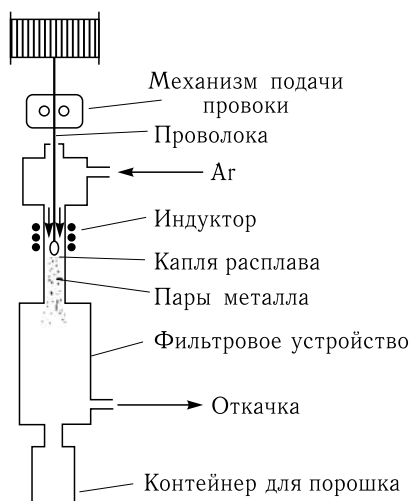 Механизм подачи
провоки
Проволока
Ar
Индуктор
Капля расплава
Пары металла
Фильтровое устройство
Откачка
Контейнер для порошка